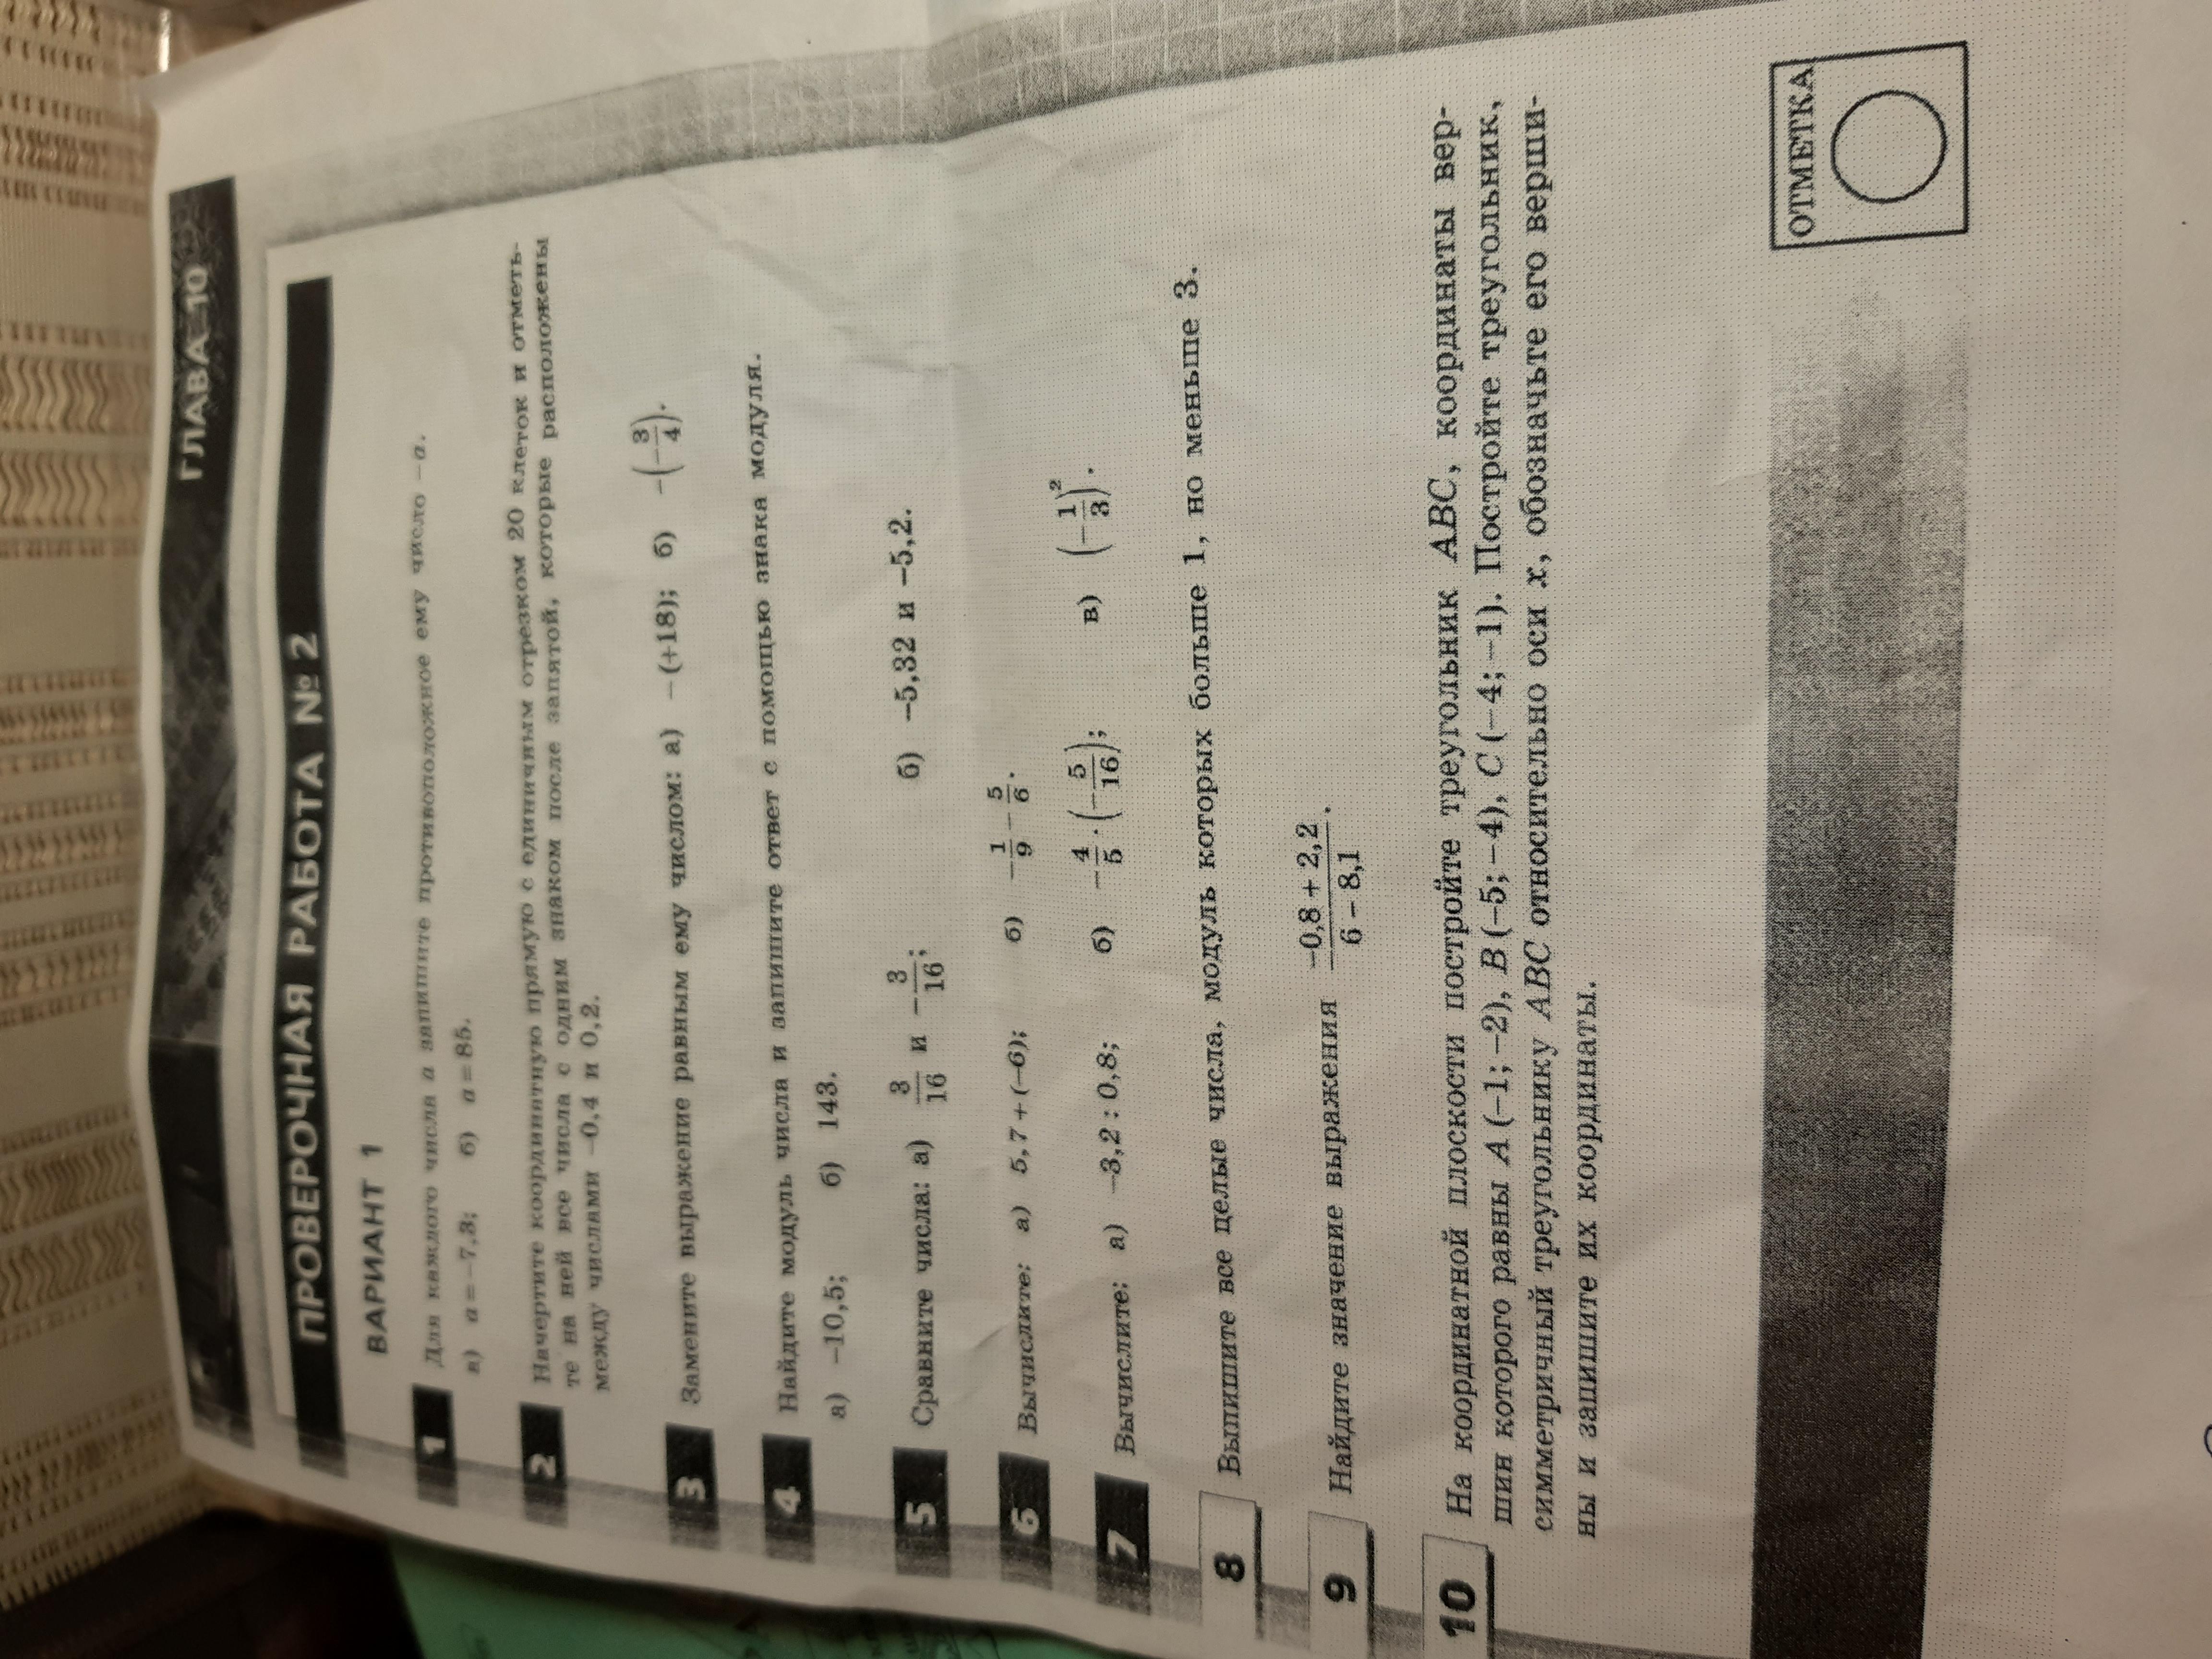 ГЛАВА 10
ПРОВЕРОЧНАЯ РАБОТА № 2
ВАРИАНТ 1
1 Для каждого числа a запишите противоположное ему число −a.
а) a = −7,3; б) a = 85.
2 Начертите координатную прямую с единичным отрезком 20 клеток и отметь-
те на ней все числа с одним знаком после запятой, которые расположены
между числами −0,4 и 0,2.
3 Замените выражение равным ему числом: а) −(+18); б) −(−3/4).
4 Найдите модуль числа и запишите ответ с помощью знака модуля.
а) −10,5; б) 143.
5 Сравните числа: а) 3/16 и −3/16; б) −5,32 и −5,2.
6 Вычислите: а) 5,7 + (−6); б) −1/9 − 5/6.
7 Вычислите: а) −3,2 : 0,8; б) −4/5 · (−5/16); в) (−1/3)².
8 Выпишите все целые числа, модуль которых больше 1, но меньше 3.
9 Найдите значение выражения (−0,8 + 2,2)/(6 − 8,1).
10 На координатной плоскости постройте треугольник ABC, координаты вер-
шин которого равны A (−1; −2), B (−5; −4), C (−4; −1). Постройте треугольник,
симметричный треугольнику ABC относительно оси x, обозначьте его верши-
ны и запишите их координаты.
ОТМЕТКА